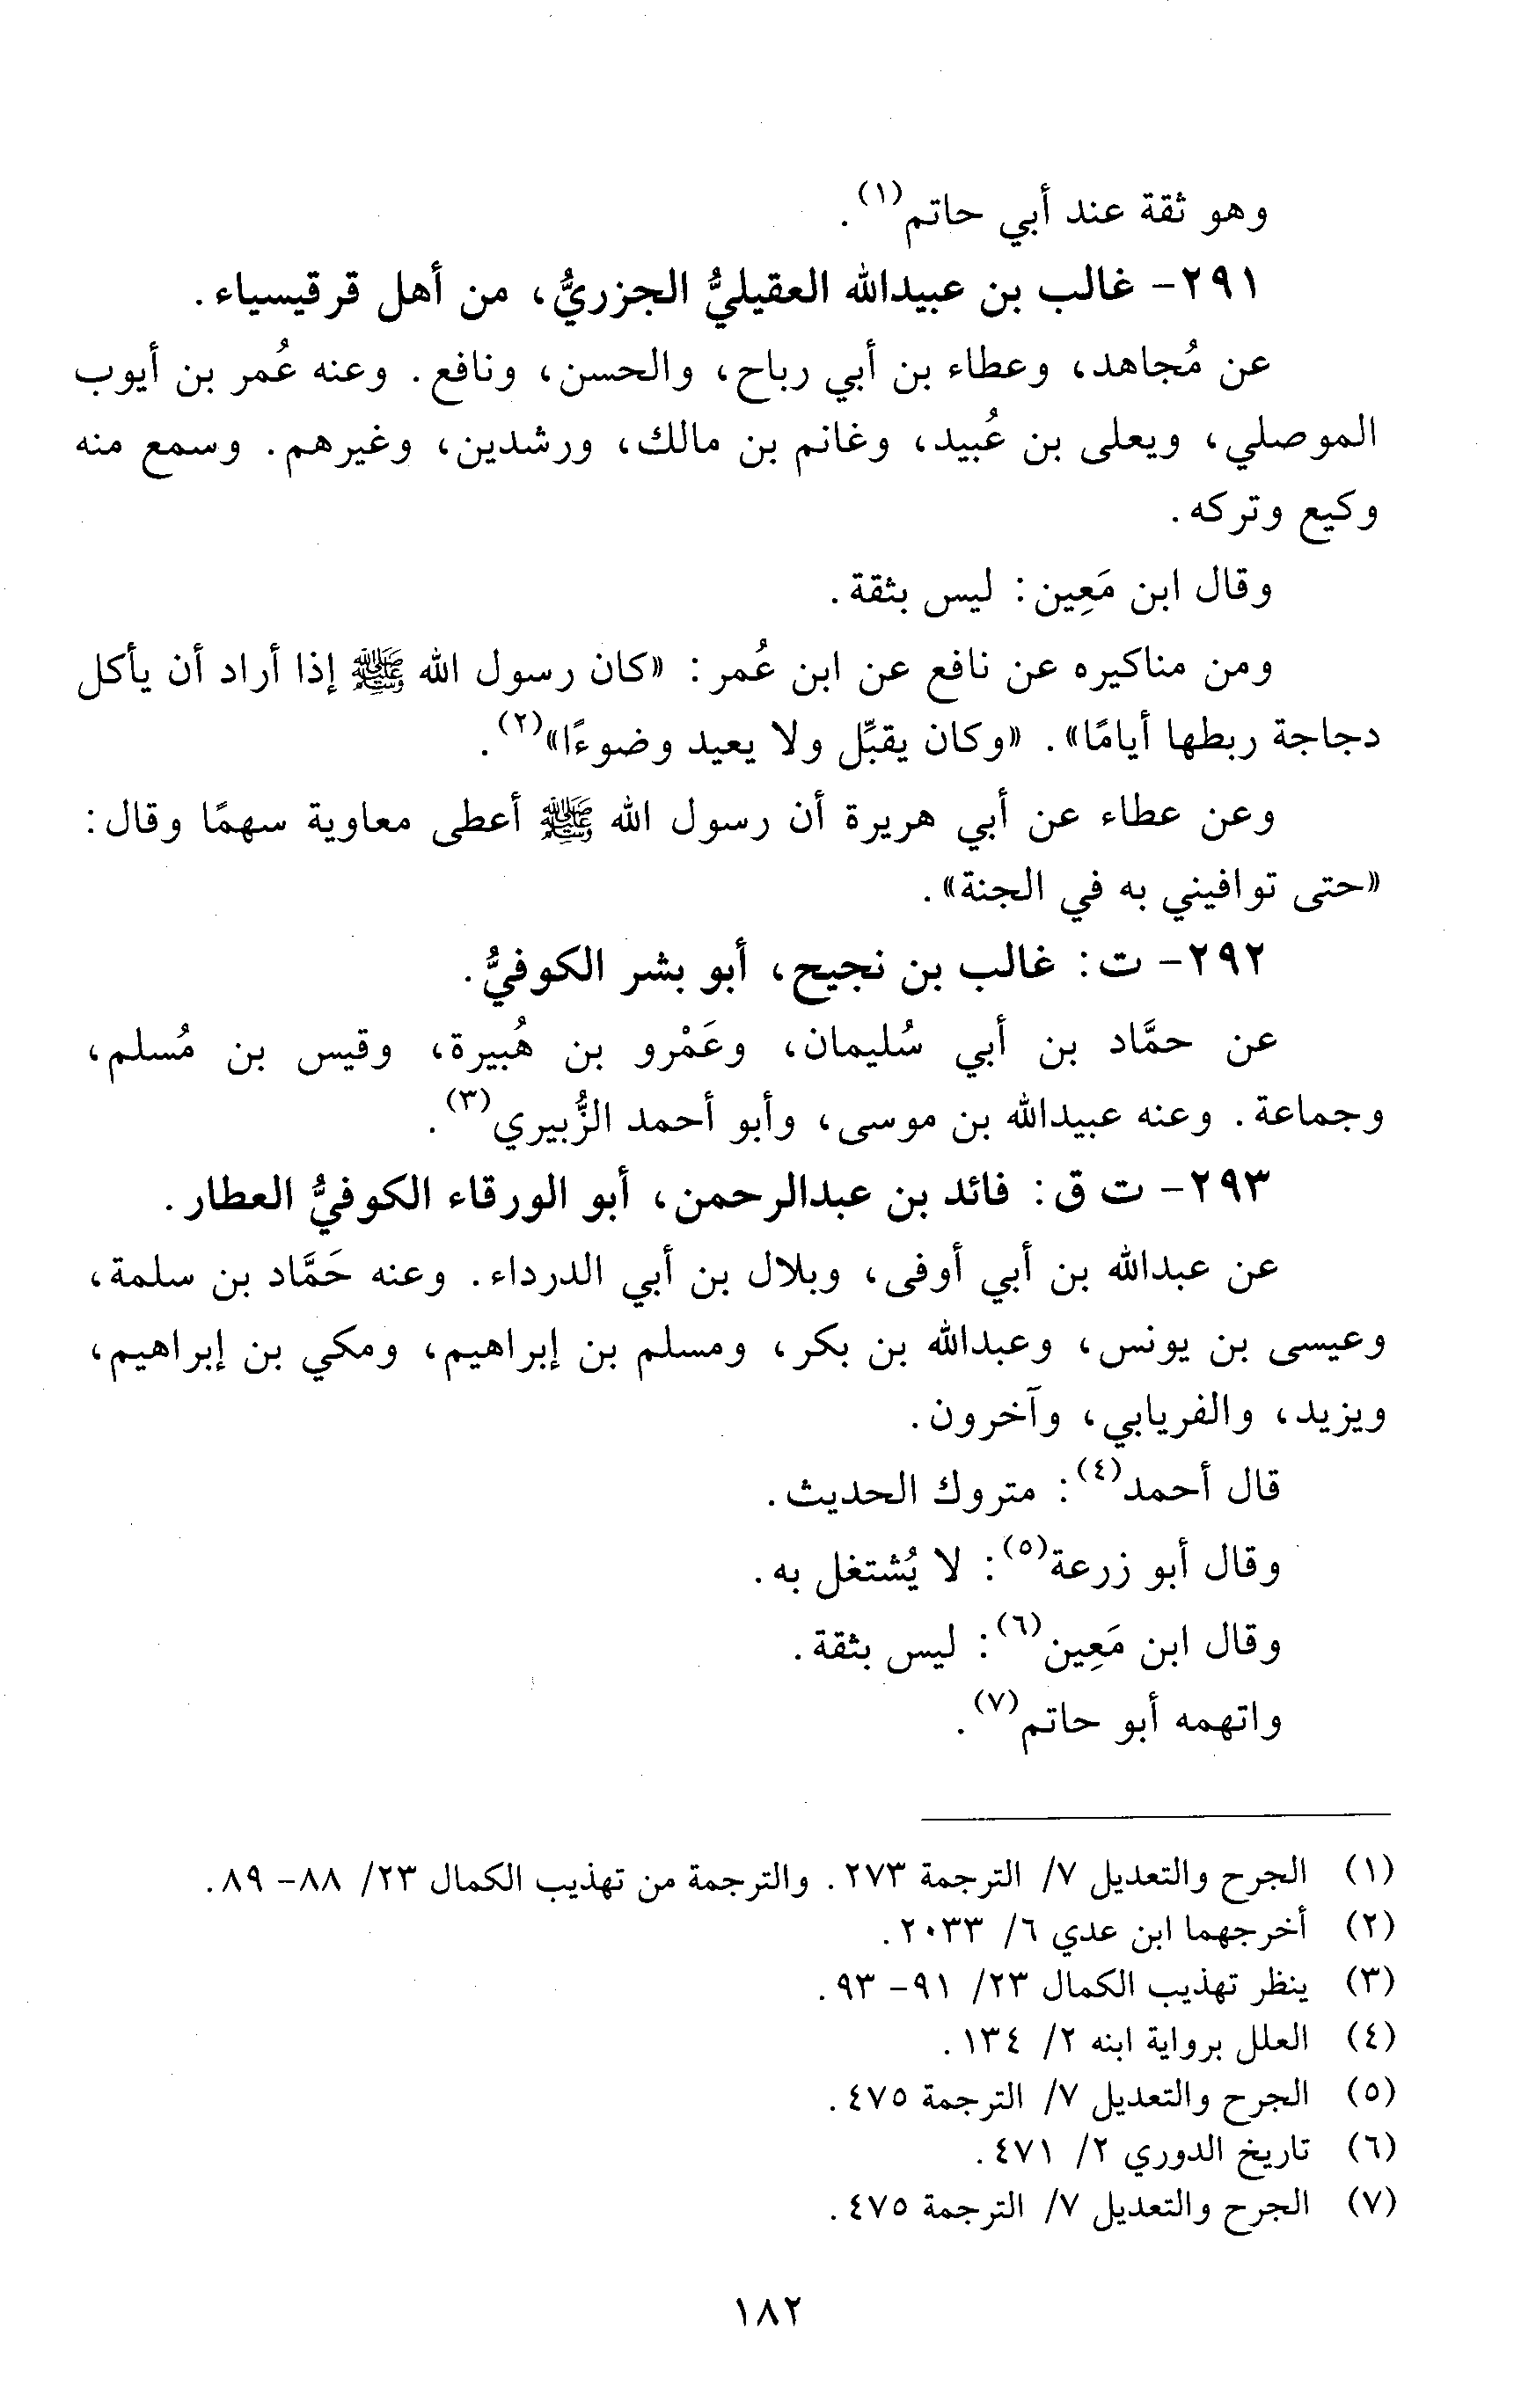 وهو ثقة عند أبي حاتم(١).
٢٩١- غالب بن عبيدالله العقيليُّ الجزريُّ، من أهل قرقيسياء.
عن مُجاهد، وعطاء بن أبي رباح، والحسن، ونافع. وعنه عُمر بن أيوب
الموصلي، ويعلى بن عُبيد، وغانم بن مالك، ورشدين، وغيرهم. وسمع منه
وكيع وتركه.
وقال ابن مَعِين: ليس بثقة.
ومن مناكيره عن نافع عن ابن عُمر: «كان رسول الله ﷺ إذا أراد أن يأكل
دجاجة ربطها أيامًا». «وكان يقبِّل ولا يعيد وضوءًا»(٢).
وعن عطاء عن أبي هريرة أن رسول الله ﷺ أعطى معاوية سهمًا وقال:
«حتى توافيني به في الجنة».
٢٩٢- ت: غالب بن نجيح، أبو بشر الكوفيُّ.
عن حمَّاد بن أبي سُليمان، وعَمْرو بن هُبيرة، وقيس بن مُسلم،
وجماعة. وعنه عبيدالله بن موسى، وأبو أحمد الزُّبيري(٣).
٢٩٣- ت ق: فائد بن عبدالرحمن، أبو الورقاء الكوفيُّ العطار.
عن عبدالله بن أبي أوفى، وبلال بن أبي الدرداء. وعنه حَمَّاد بن سلمة،
وعيسى بن يونس، وعبدالله بن بكر، ومسلم بن إبراهيم، ومكي بن إبراهيم،
ويزيد، والفريابي، وآخرون.
قال أحمد(٤): متروك الحديث.
وقال أبو زرعة(٥): لا يُشتغل به.
وقال ابن مَعِين(٦): ليس بثقة.
واتهمه أبو حاتم(٧).
(١) الجرح والتعديل ٧/ الترجمة ٢٧٣. والترجمة من تهذيب الكمال ٢٣/ ٨٨- ٨٩.
(٢) أخرجهما ابن عدي ٦/ ٢٠٣٣.
(٣) ينظر تهذيب الكمال ٢٣/ ٩١- ٩٣.
(٤) العلل برواية ابنه ٢/ ١٣٤.
(٥) الجرح والتعديل ٧/ الترجمة ٤٧٥.
(٦) تاريخ الدوري ٢/ ٤٧١.
(٧) الجرح والتعديل ٧/ الترجمة ٤٧٥.
١٨٢